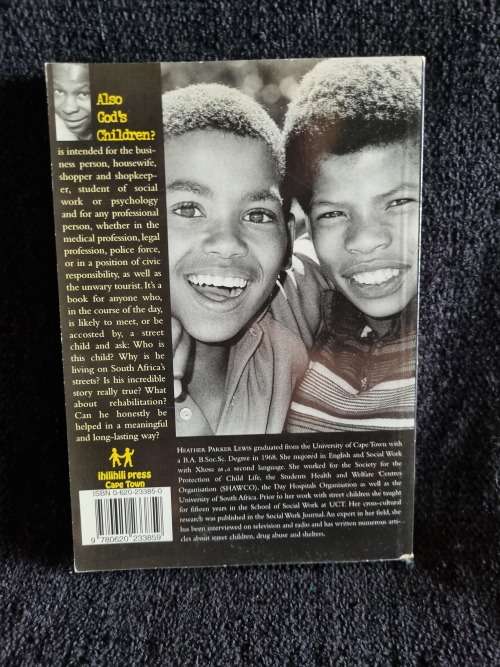 Also
God's
Children?
is intended for the busi-
ness person, housewife,
shopper and shopkeep-
er, student of social
work or psychology
and for any professional
person, whether in the
medical profession, legal
profession, police force,
or in a position of civic
responsibility, as well as
the unwary tourist. It's a
book for anyone who,
in the course of the day,
is likely to meet, or be
accosted by, a street
child and ask: Who is
this child? Why is he
living on South Africa's
streets? Is his incredible
story really true? What
about rehabilitation?
Can he honestly be
helped in a meaningful
and long-lasting way?
ihilihili press
Cape Town
ISBN 0-620-23385-0
9 780620 233859
HEATHER PARKER LEWIS graduated from the University of Cape Town with
a B.A. B.Soc.Sc. Degree in 1968. She majored in English and Social Work
with Xhosa as a second language. She worked for the Society for the
Protection of Child Life, the Students Health and Welfare Centres
Organisation (SHAWCO), the Day Hospitals Organisation as well as the
University of South Africa. Prior to her work with street children she taught
for fifteen years in the School of Social Work at UCT. Her cross-cultural
research was published in the Social Work Journal. An expert in her field, she
has been interviewed on television and radio and has written numerous arti-
cles about street children, drug abuse and shelters.